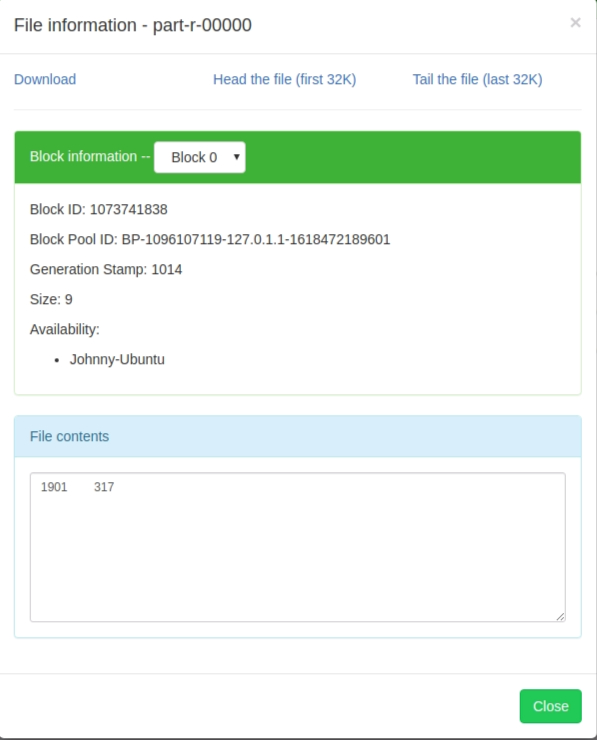 File information - part-r-00000 ×
Download Head the file (first 32K) Tail the file (last 32K)
Block information -- Block 0
Block ID: 1073741838
Block Pool ID: BP-1096107119-127.0.1.1-1618472189601
Generation Stamp: 1014
Size: 9
Availability:
• Johnny-Ubuntu
File contents
1901 317
Close